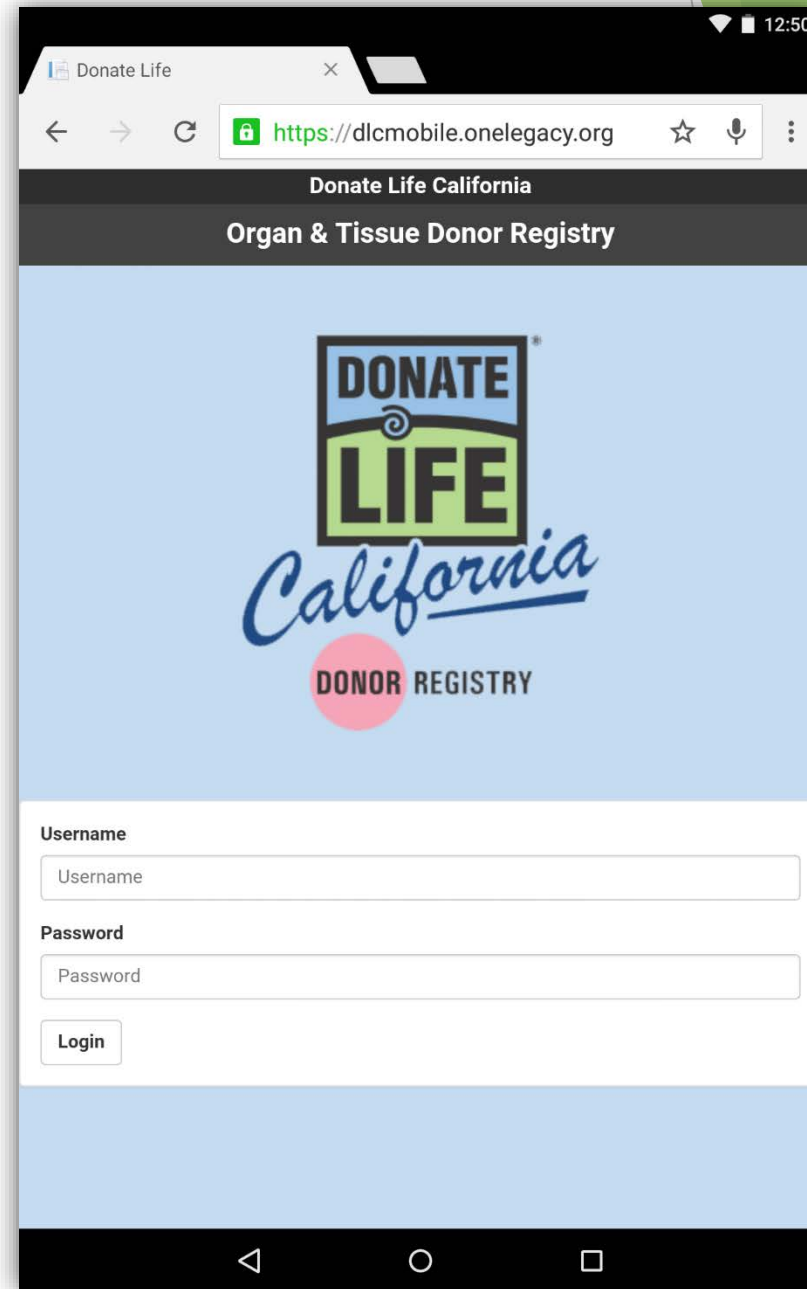 12:50
Donate Life
https://dlcmobile.onelegacy.org
Donate Life California
Organ & Tissue Donor Registry
DONATE ®
LIFE
California
DONOR REGISTRY
Username
Username
Password
Password
Login